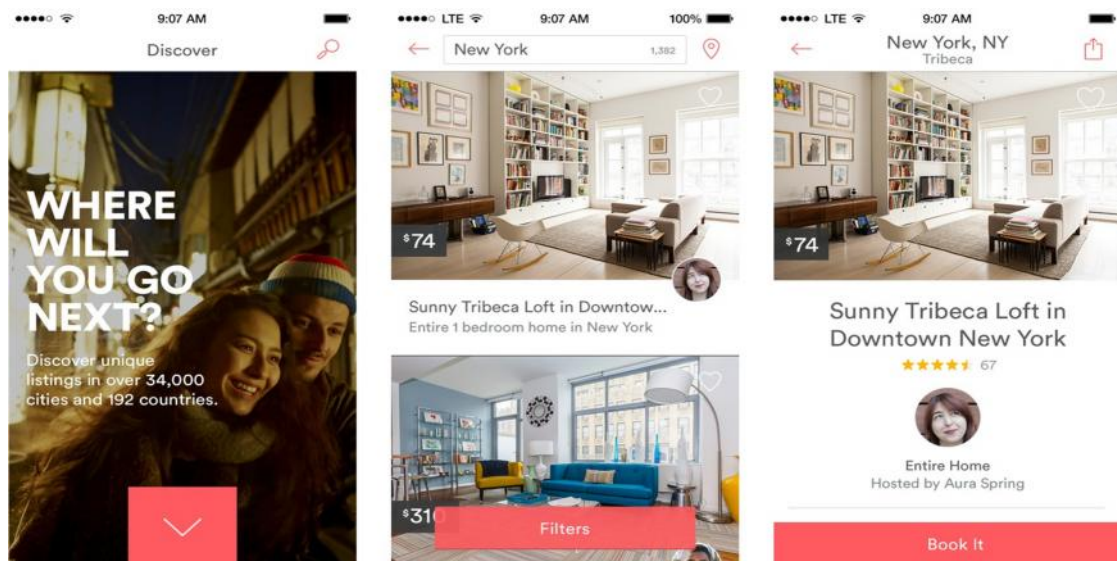 9:07 AM
Discover
WHERE
WILL
YOU GO
NEXT?
Discover unique
listings in over 34,000
cities and 192 countries.
LTE 9:07 AM 100%
New York 1,382
$74
Sunny Tribeca Loft in Downtow...
Entire 1 bedroom home in New York
$310
Filters
LTE 9:07 AM
New York, NY
Tribeca
$74
Sunny Tribeca Loft in
Downtown New York
67
Entire Home
Hosted by Aura Spring
Book It